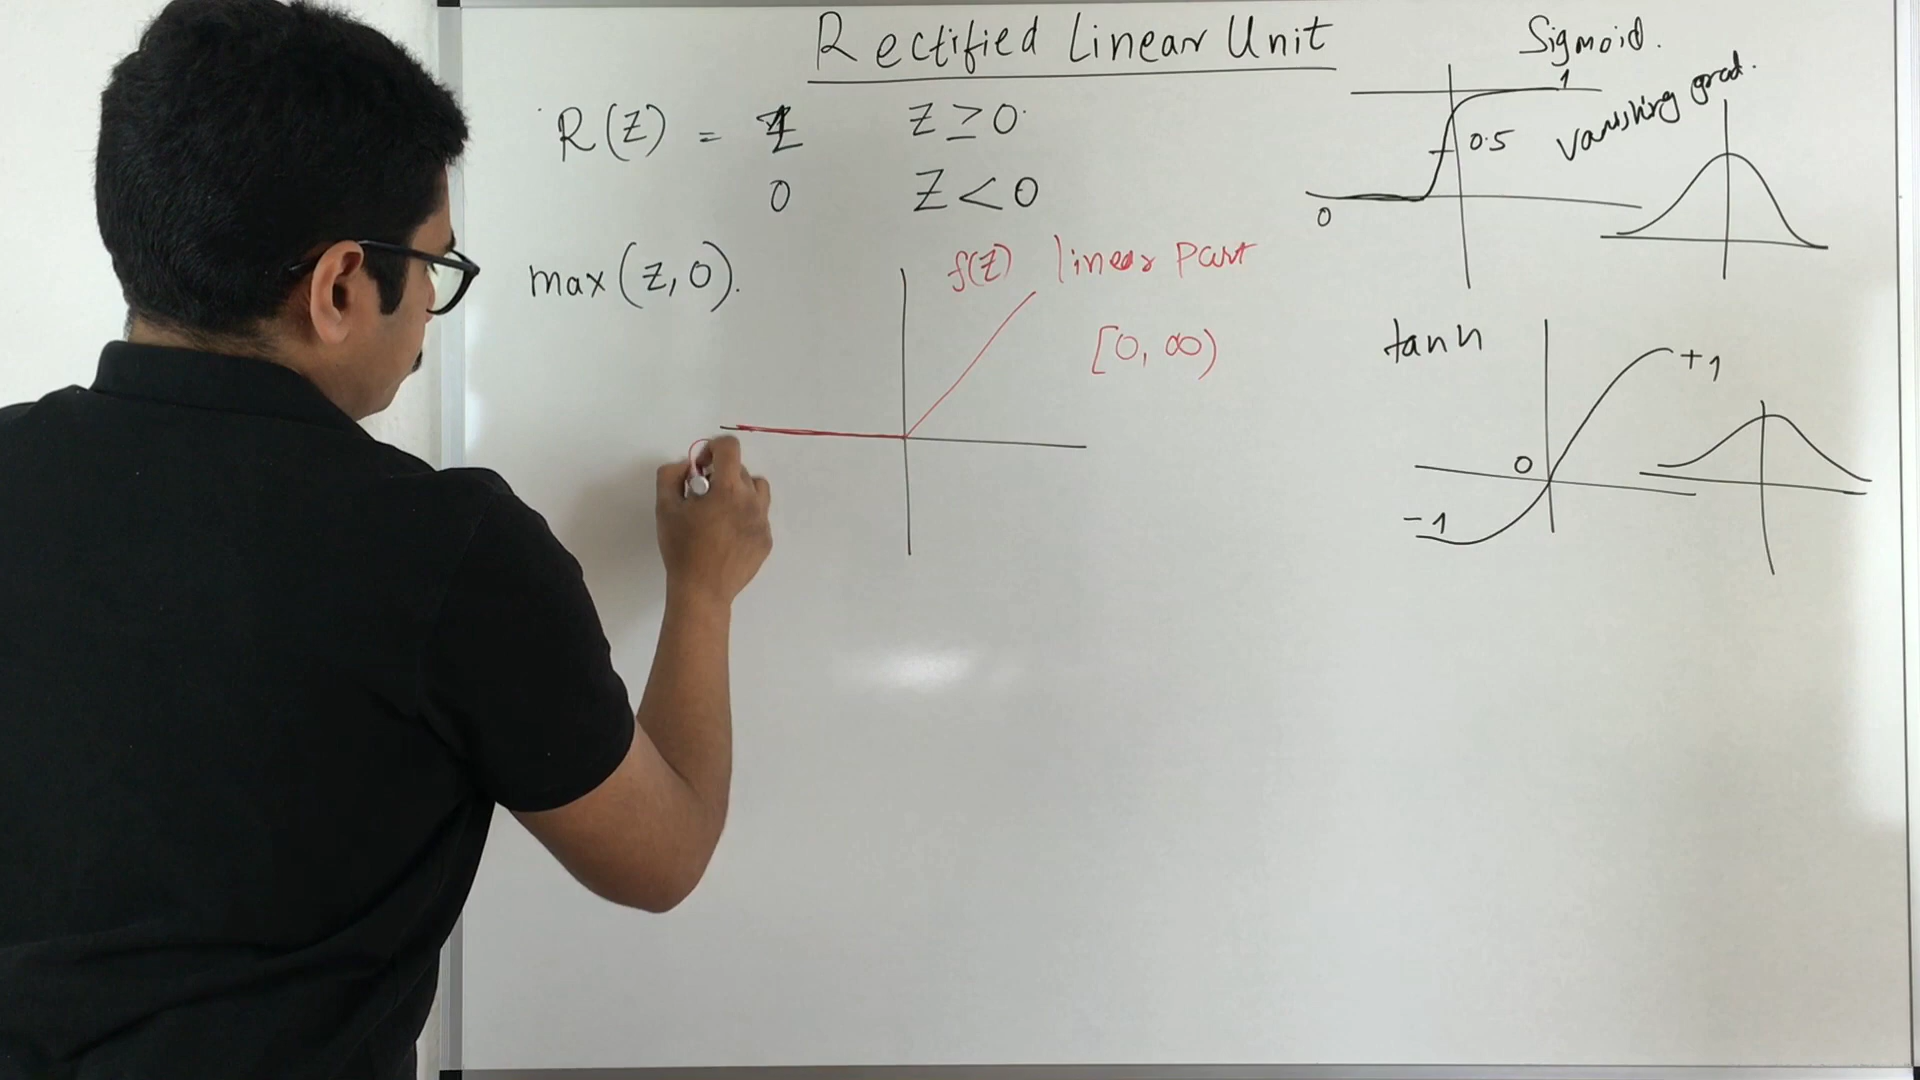 Rectified Linear Unit
R(Z) = Z Z ≥ 0
0 Z < 0
max(z, 0).
f(Z) linear Part
[0, ∞)
Sigmoid.
1
0.5
0
Vanishing grad.
tanh
+1
0
-1